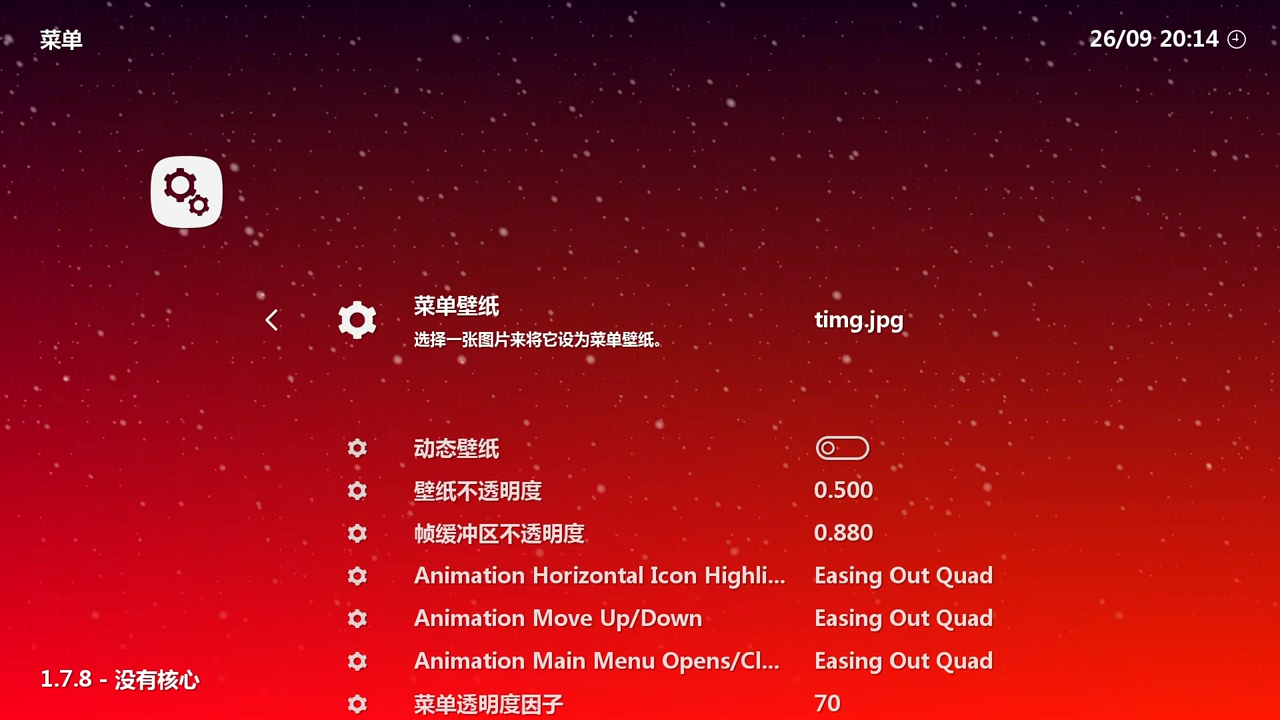 菜单
26/09 20:14
菜单壁纸
timg.jpg
选择一张图片来将它设为菜单壁纸。
动态壁纸
壁纸不透明度 0.500
帧缓冲区不透明度 0.880
Animation Horizontal Icon Highli... Easing Out Quad
Animation Move Up/Down Easing Out Quad
Animation Main Menu Opens/Cl... Easing Out Quad
菜单透明度因子 70
1.7.8 - 没有核心